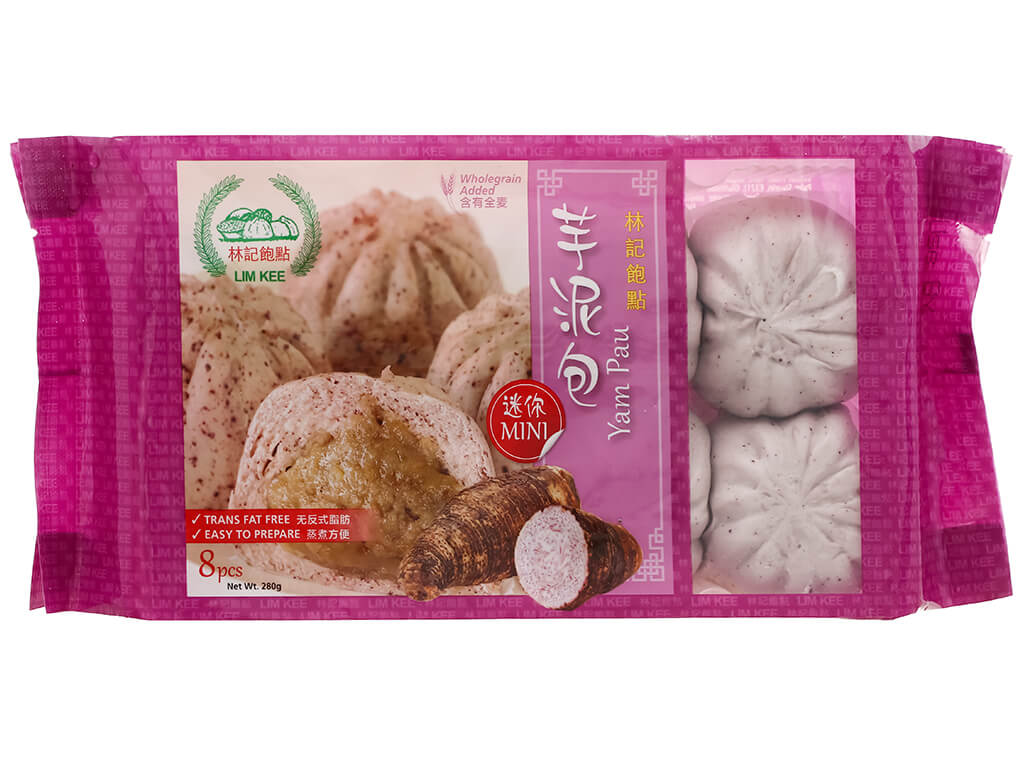 林記飽點
LIM KEE
Wholegrain
Added
含有全麦
芋泥包
Yam Pau
林記飽點
迷你
MINI
✓ TRANS FAT FREE 无反式脂肪
✓ EASY TO PREPARE 蒸煮方便
8pcs
Net Wt. 280g
LIM KEE